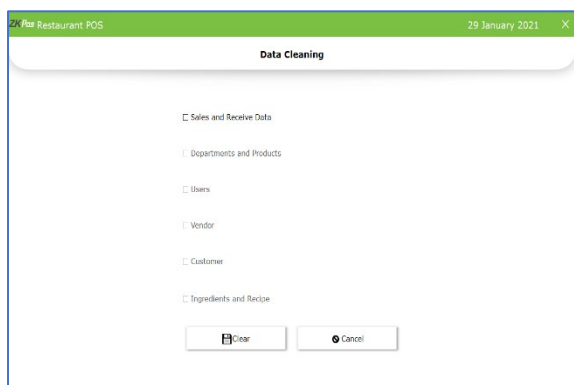 ZKPos Restaurant POS 29 January 2021 X
Data Cleaning
Sales and Receive Data
Departments and Products
Users
Vendor
Customer
Ingredients and Recipe
Clear Cancel